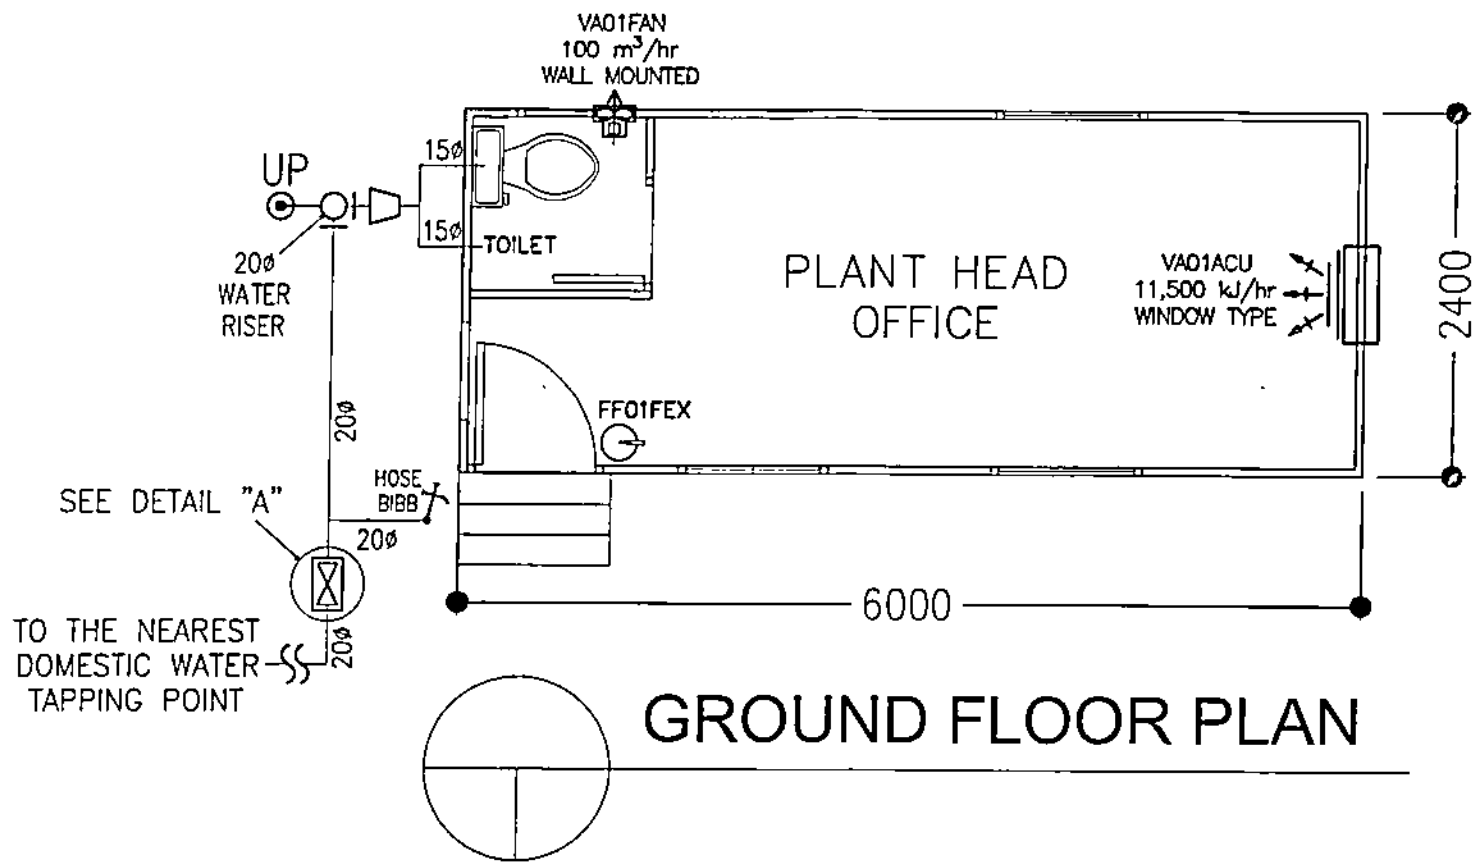 VA01FAN
100 m³/hr
WALL MOUNTED
15ø
UP
15ø
TOILET
20ø
WATER
RISER
PLANT HEAD
OFFICE
VA01ACU
11,500 kJ/hr
WINDOW TYPE
2400
20ø
FF01FEX
HOSE
BIBB
SEE DETAIL "A"
20ø
6000
TO THE NEAREST
DOMESTIC WATER
TAPPING POINT
20ø
GROUND FLOOR PLAN